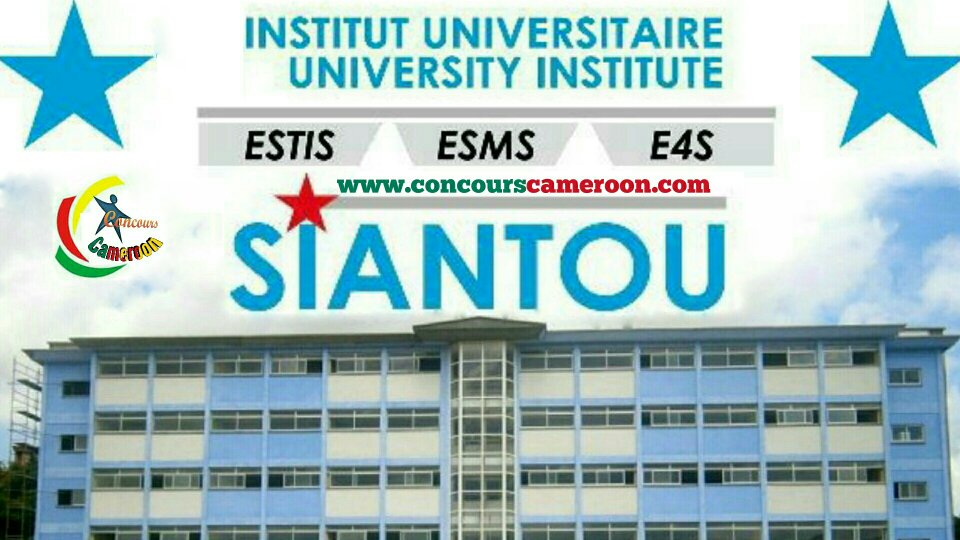 INSTITUT UNIVERSITAIRE
UNIVERSITY INSTITUTE
ESTIS ESMS E4S
www.concourscameroon.com
Concours
Cameroon
SIANTOU